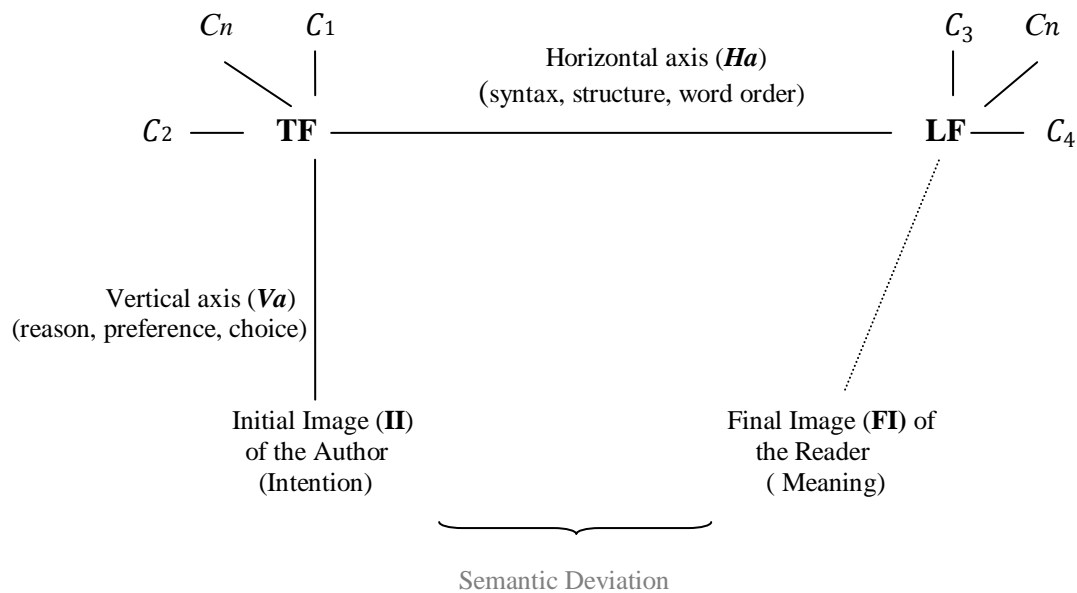 Cn C1 C3 Cn
Horizontal axis (Ha)
(syntax, structure, word order)
C2 TF LF C4
Vertical axis (Va)
(reason, preference, choice)
Initial Image (II)
of the Author
(Intention)
Final Image (FI) of
the Reader
( Meaning)
Semantic Deviation